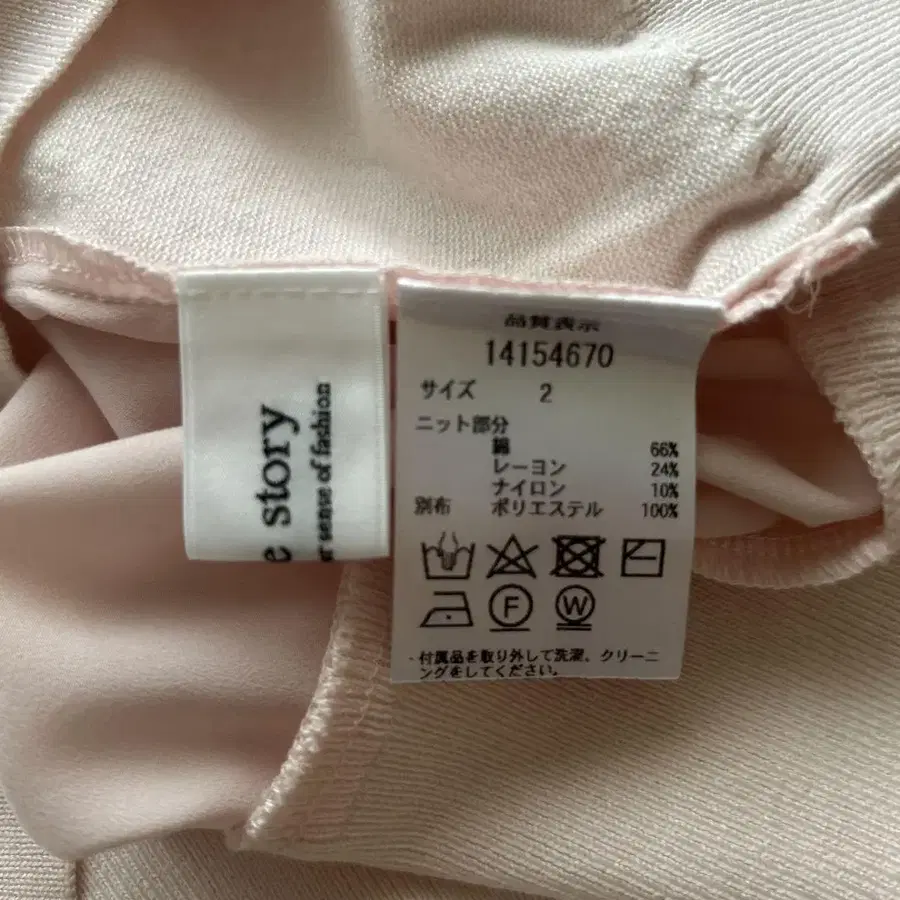 e story
er sense of fashion
品質表示
14154670
サイズ 2
ニット部分
綿 66%
レーヨン 24%
ナイロン 10%
別布 ポリエステル 100%
F W
・付属品を取り外して洗濯、クリーニ
ングをしてください。